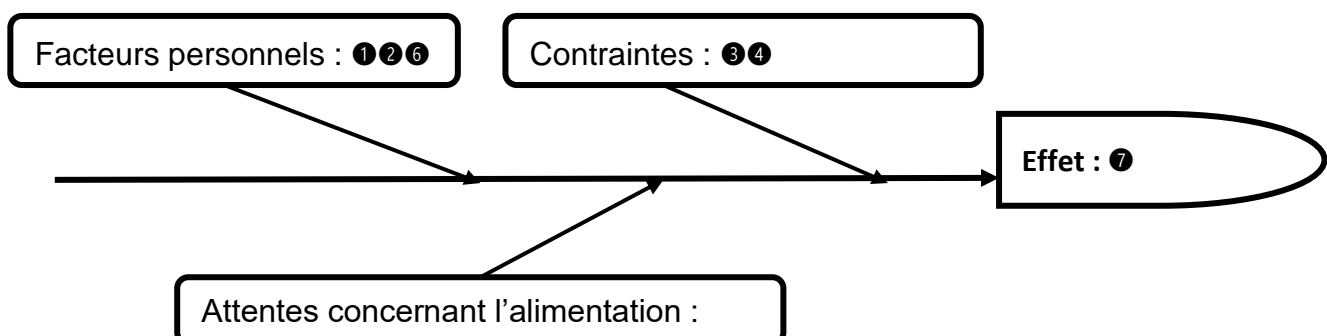 Facteurs personnels : ❶❷❻
Contraintes : ❸❹
Effet : ❼
Attentes concernant l’alimentation :